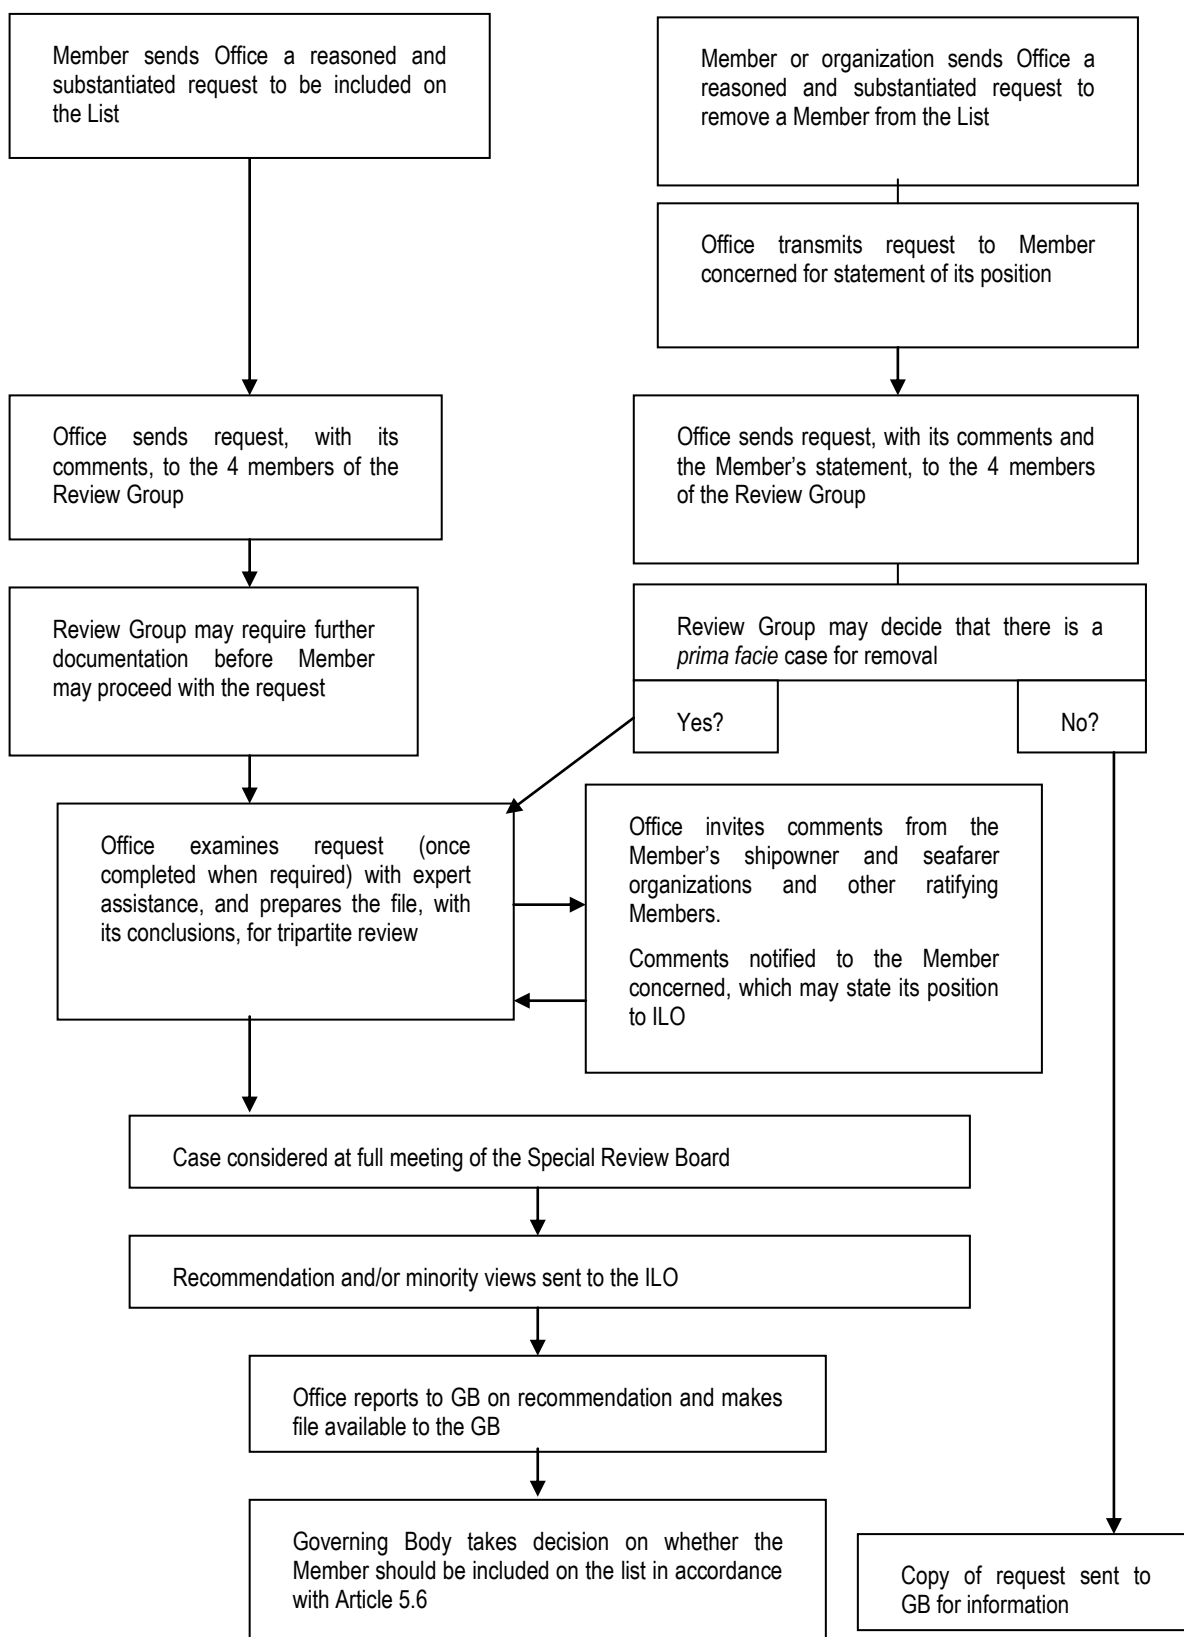 Member sends Office a reasoned and
substantiated request to be included on
the List
Member or organization sends Office a
reasoned and substantiated request to
remove a Member from the List
Office transmits request to Member
concerned for statement of its position
Office sends request, with its
comments, to the 4 members of the
Review Group
Office sends request, with its comments and
the Member's statement, to the 4 members
of the Review Group
Review Group may require further
documentation before Member
may proceed with the request
Review Group may decide that there is a
prima facie case for removal
Yes?
No?
Office examines request (once
completed when required) with expert
assistance, and prepares the file, with
its conclusions, for tripartite review
Office invites comments from the
Member's shipowner and seafarer
organizations and other ratifying
Members.
Comments notified to the Member
concerned, which may state its position
to ILO
Case considered at full meeting of the Special Review Board
Recommendation and/or minority views sent to the ILO
Office reports to GB on recommendation and makes
file available to the GB
Governing Body takes decision on whether the
Member should be included on the list in accordance
with Article 5.6
Copy of request sent to
GB for information